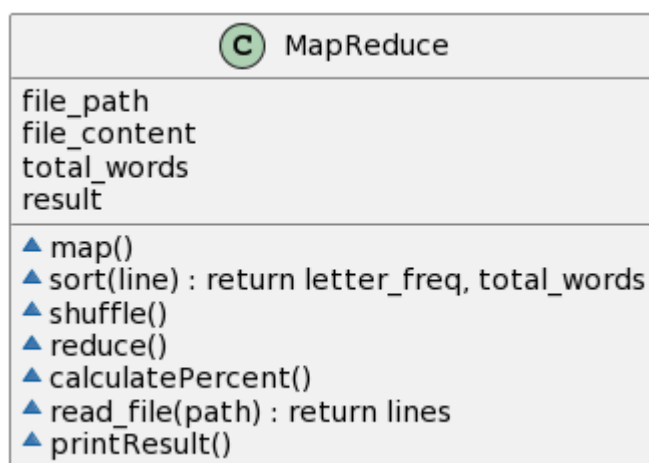 C MapReduce
file_path
file_content
total_words
result
map()
sort(line) : return letter_freq, total_words
shuffle()
reduce()
calculatePercent()
read_file(path) : return lines
printResult()